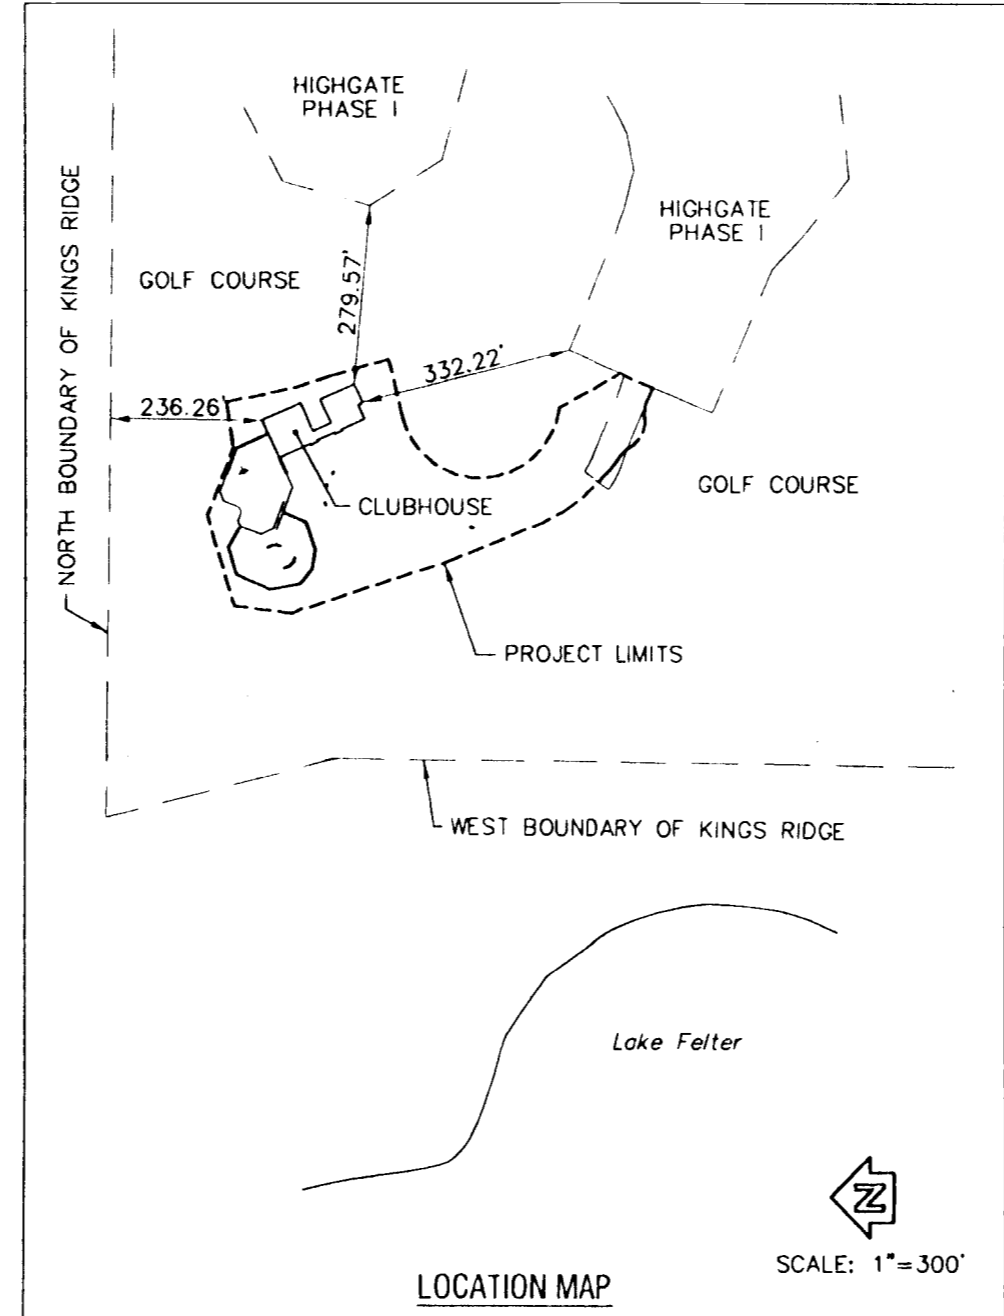 HIGHGATE
PHASE I
HIGHGATE
PHASE I
NORTH BOUNDARY OF KINGS RIDGE
GOLF COURSE
279.57'
332.22'
236.26
GOLF COURSE
CLUBHOUSE
PROJECT LIMITS
WEST BOUNDARY OF KINGS RIDGE
Lake Felter
N
SCALE: 1"=300'
LOCATION MAP